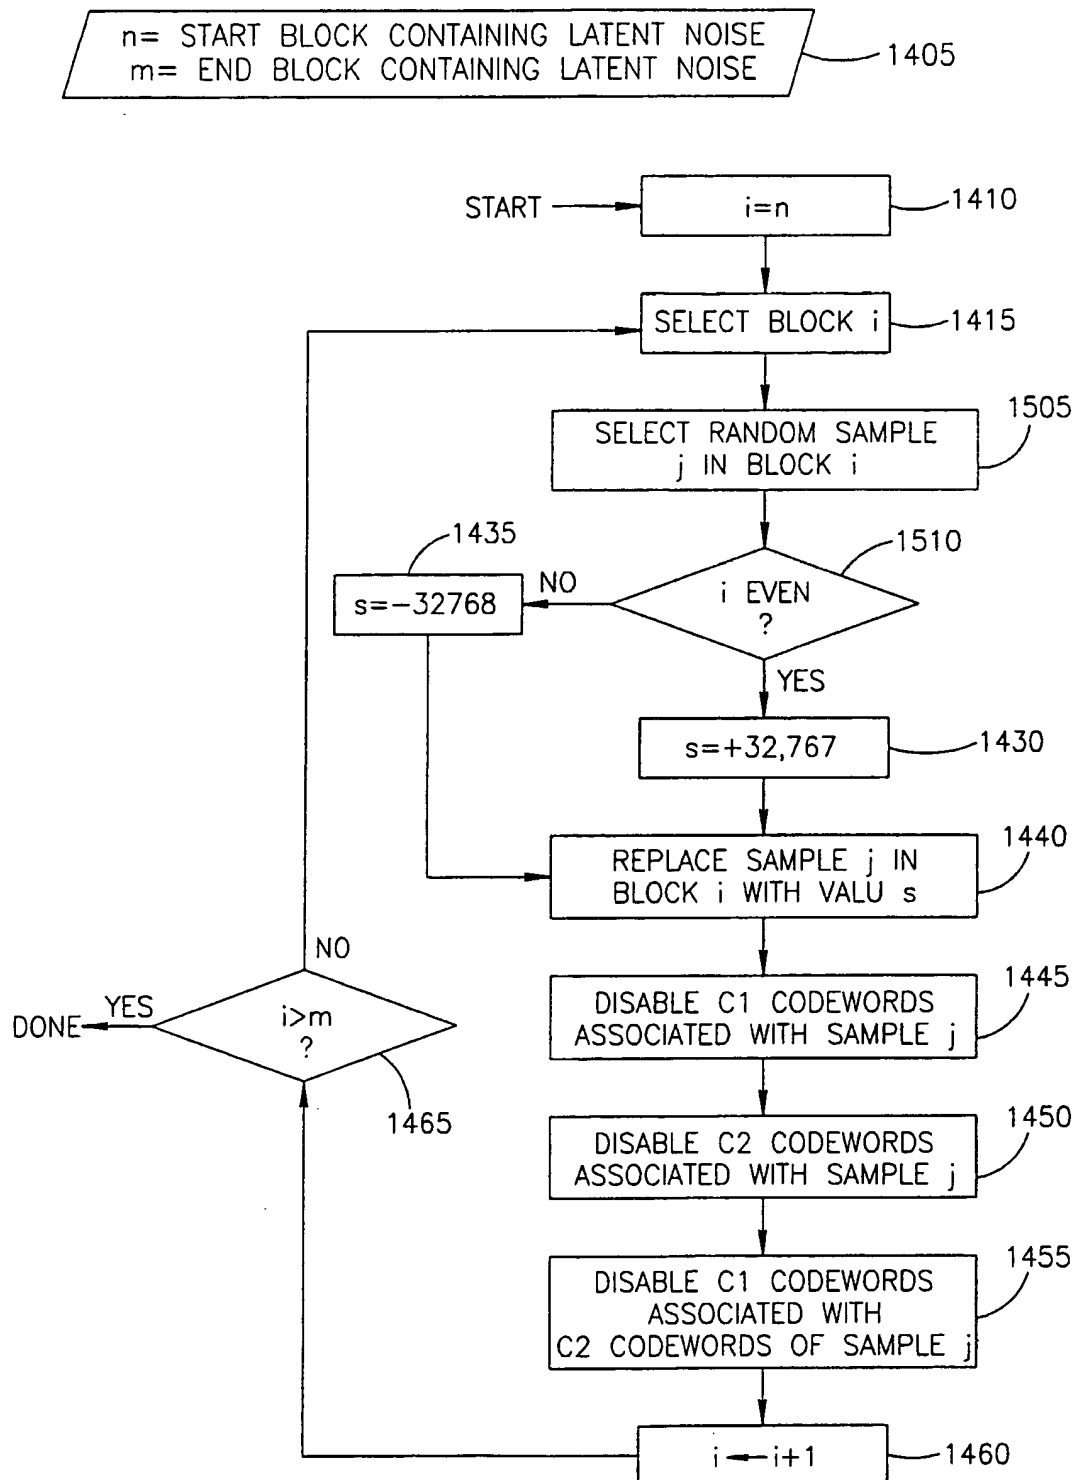 n= START BLOCK CONTAINING LATENT NOISE
m= END BLOCK CONTAINING LATENT NOISE
1405
START
i=n
1410
SELECT BLOCK i
1415
SELECT RANDOM SAMPLE
j IN BLOCK i
1505
i EVEN
?
1510
NO
s=-32768
1435
YES
s=+32,767
1430
REPLACE SAMPLE j IN
BLOCK i WITH VALU s
1440
DISABLE C1 CODEWORDS
ASSOCIATED WITH SAMPLE j
1445
DISABLE C2 CODEWORDS
ASSOCIATED WITH SAMPLE j
1450
DISABLE C1 CODEWORDS
ASSOCIATED WITH
C2 CODEWORDS OF SAMPLE j
1455
i←i+1
1460
i>m
?
1465
NO
YES
DONE